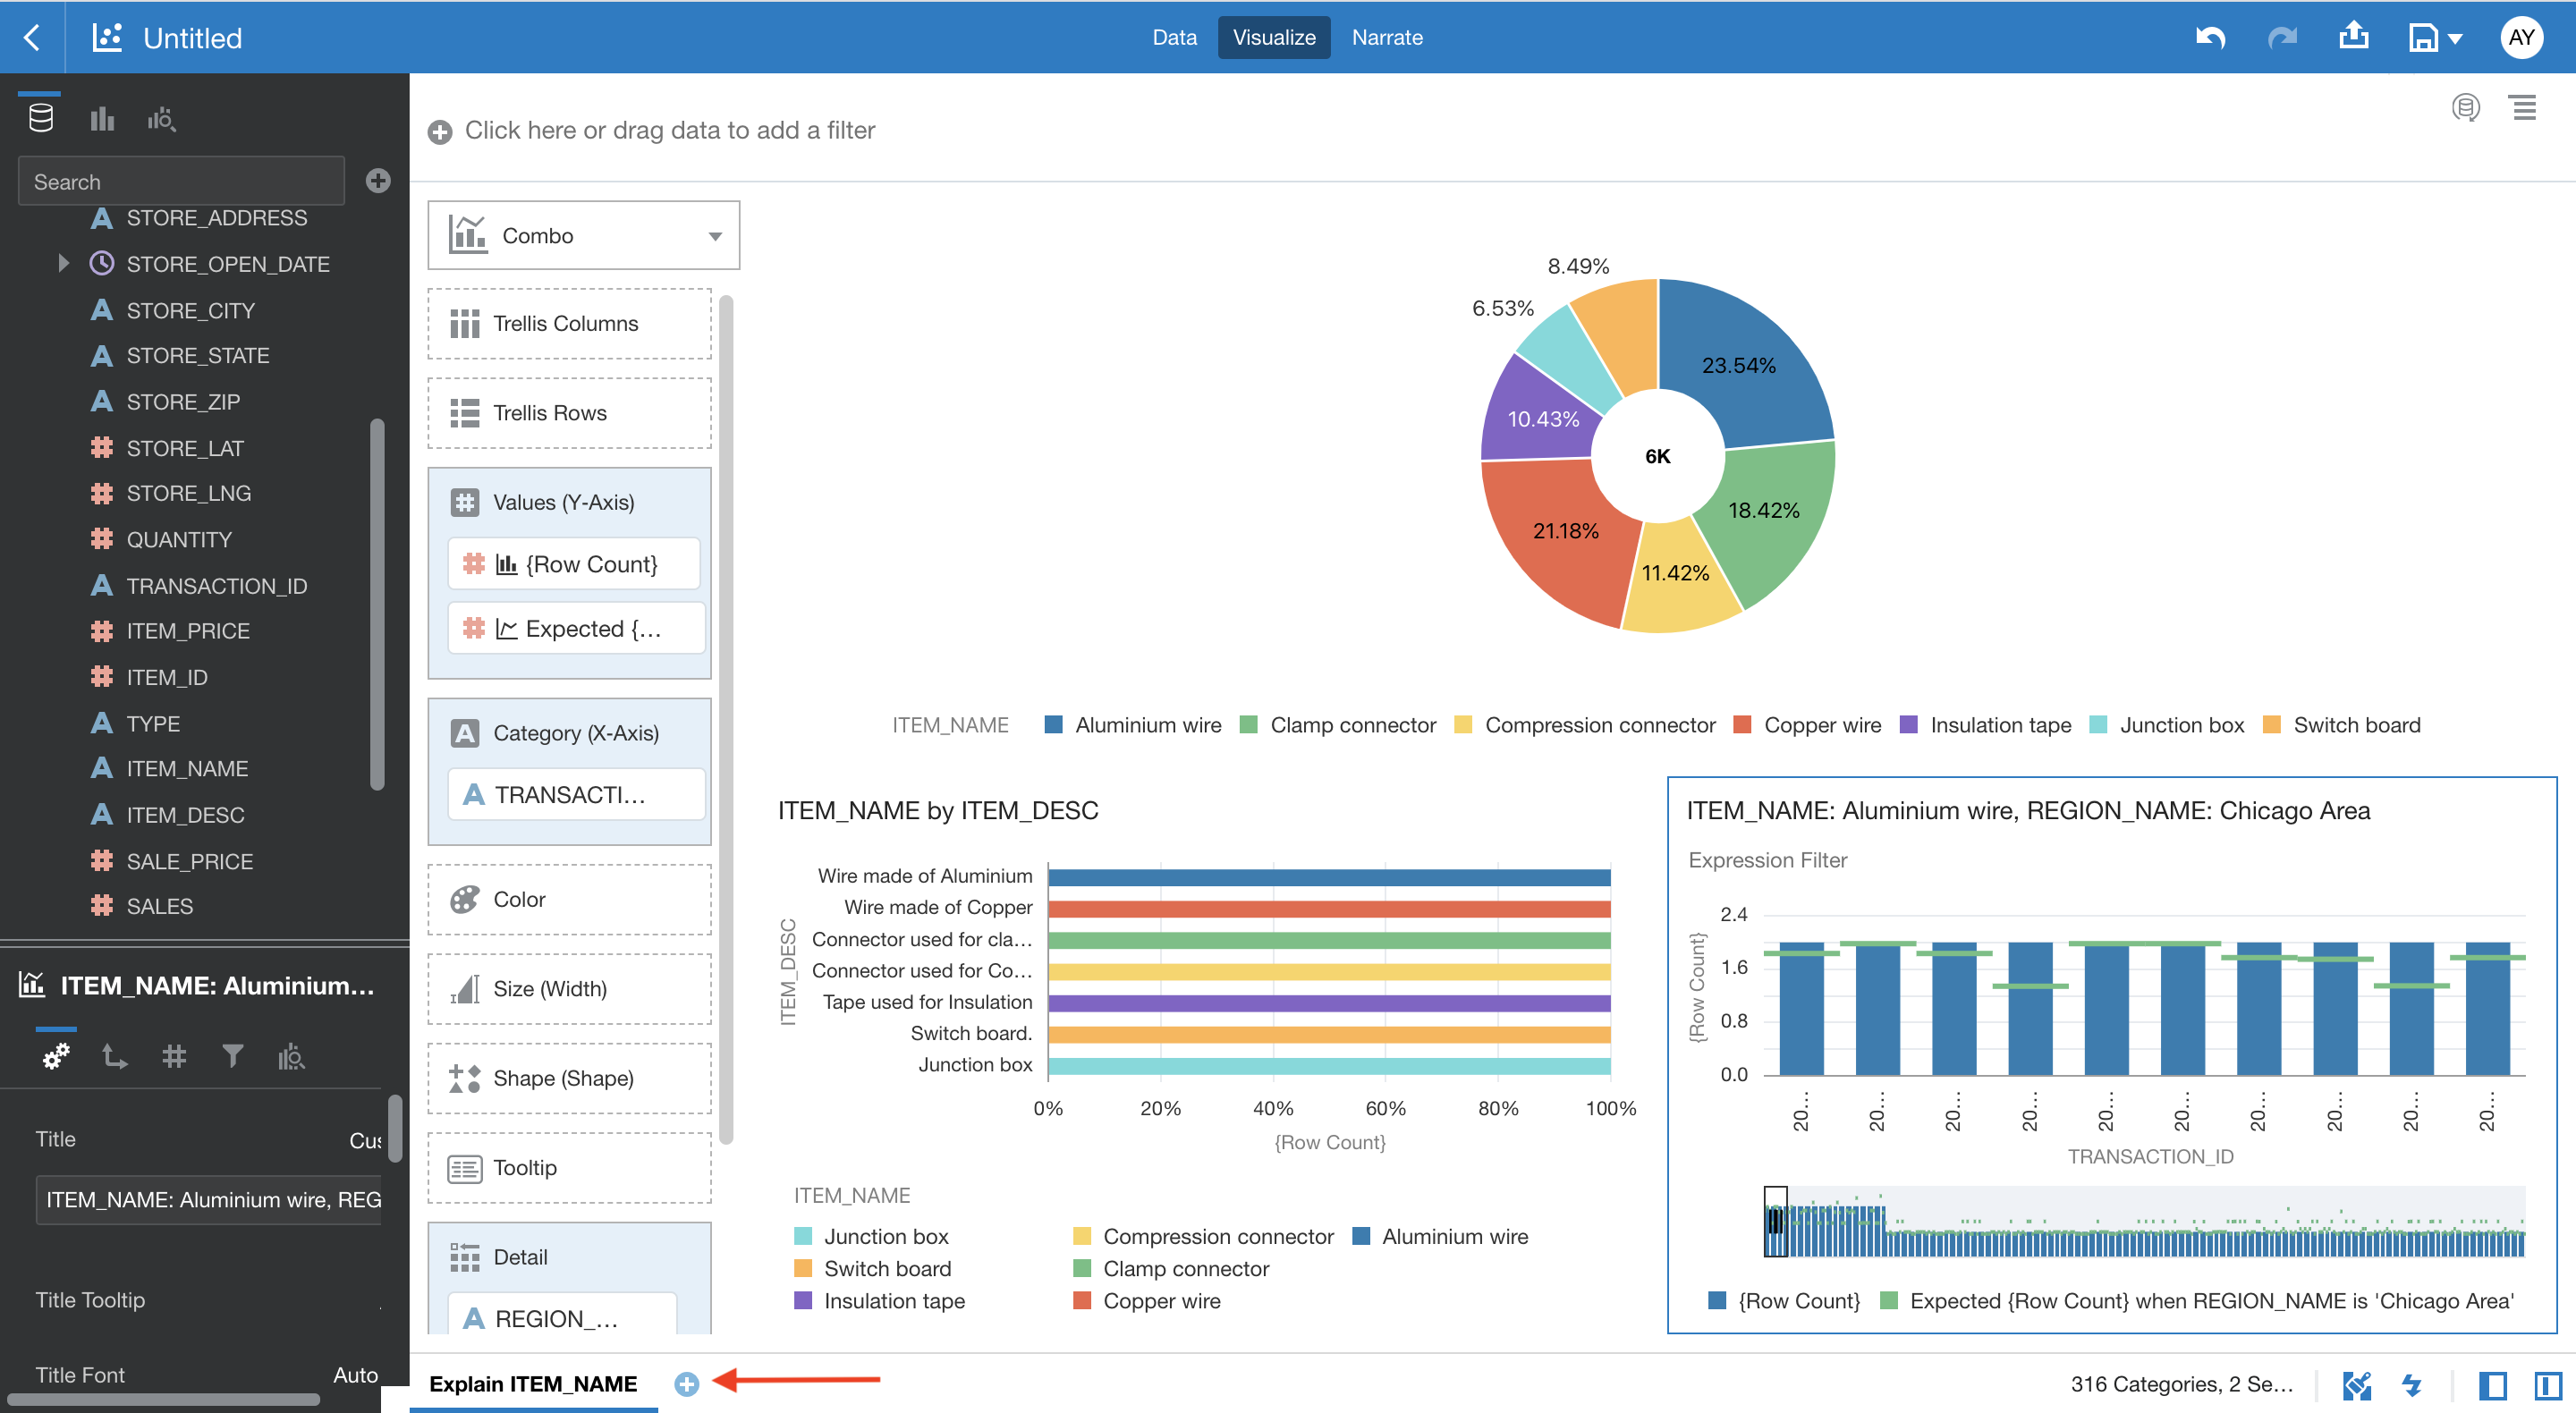 Untitled
Data Visualize Narrate
AY
Search
Click here or drag data to add a filter
STORE_ADDRESS
STORE_OPEN_DATE
STORE_CITY
STORE_STATE
STORE_ZIP
STORE_LAT
STORE_LNG
QUANTITY
TRANSACTION_ID
ITEM_PRICE
ITEM_ID
TYPE
ITEM_NAME
ITEM_DESC
SALE_PRICE
SALES
ITEM_NAME: Aluminium...
Title Cus
ITEM_NAME: Aluminium wire, REG
Title Tooltip
Title Font Auto
Combo
Trellis Columns
Trellis Rows
Values (Y-Axis)
{Row Count}
Expected {...
Category (X-Axis)
A TRANSACTI...
Color
Size (Width)
Shape (Shape)
Tooltip
Detail
A REGION_...
8.49%
6.53%
23.54%
10.43%
6K
18.42%
21.18%
11.42%
ITEM_NAME Aluminium wire Clamp connector Compression connector Copper wire Insulation tape Junction box Switch board
ITEM_NAME by ITEM_DESC
ITEM_DESC
Wire made of Aluminium
Wire made of Copper
Connector used for cla...
Connector used for Co...
Tape used for Insulation
Switch board.
Junction box
0% 20% 40% 60% 80% 100%
{Row Count}
ITEM_NAME
Junction box Compression connector Aluminium wire
Switch board Clamp connector
Insulation tape Copper wire
ITEM_NAME: Aluminium wire, REGION_NAME: Chicago Area
Expression Filter
{Row Count}
2.4
1.6
0.8
0.0
20... 20... 20... 20... 20... 20... 20... 20... 20... 20...
TRANSACTION_ID
{Row Count} Expected {Row Count} when REGION_NAME is 'Chicago Area'
Explain ITEM_NAME
316 Categories, 2 Se...